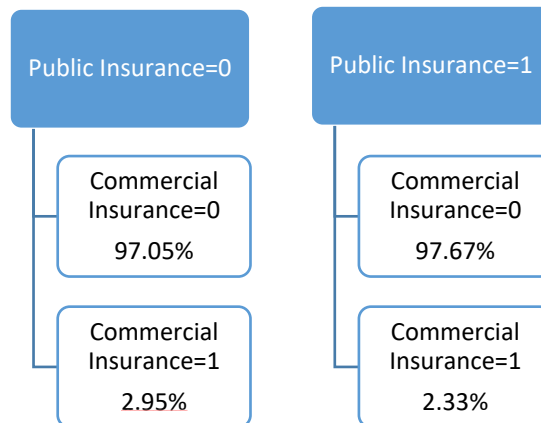 Public Insurance=0
Commercial
Insurance=0
97.05%
Commercial
Insurance=1
2.95%
Public Insurance=1
Commercial
Insurance=0
97.67%
Commercial
Insurance=1
2.33%